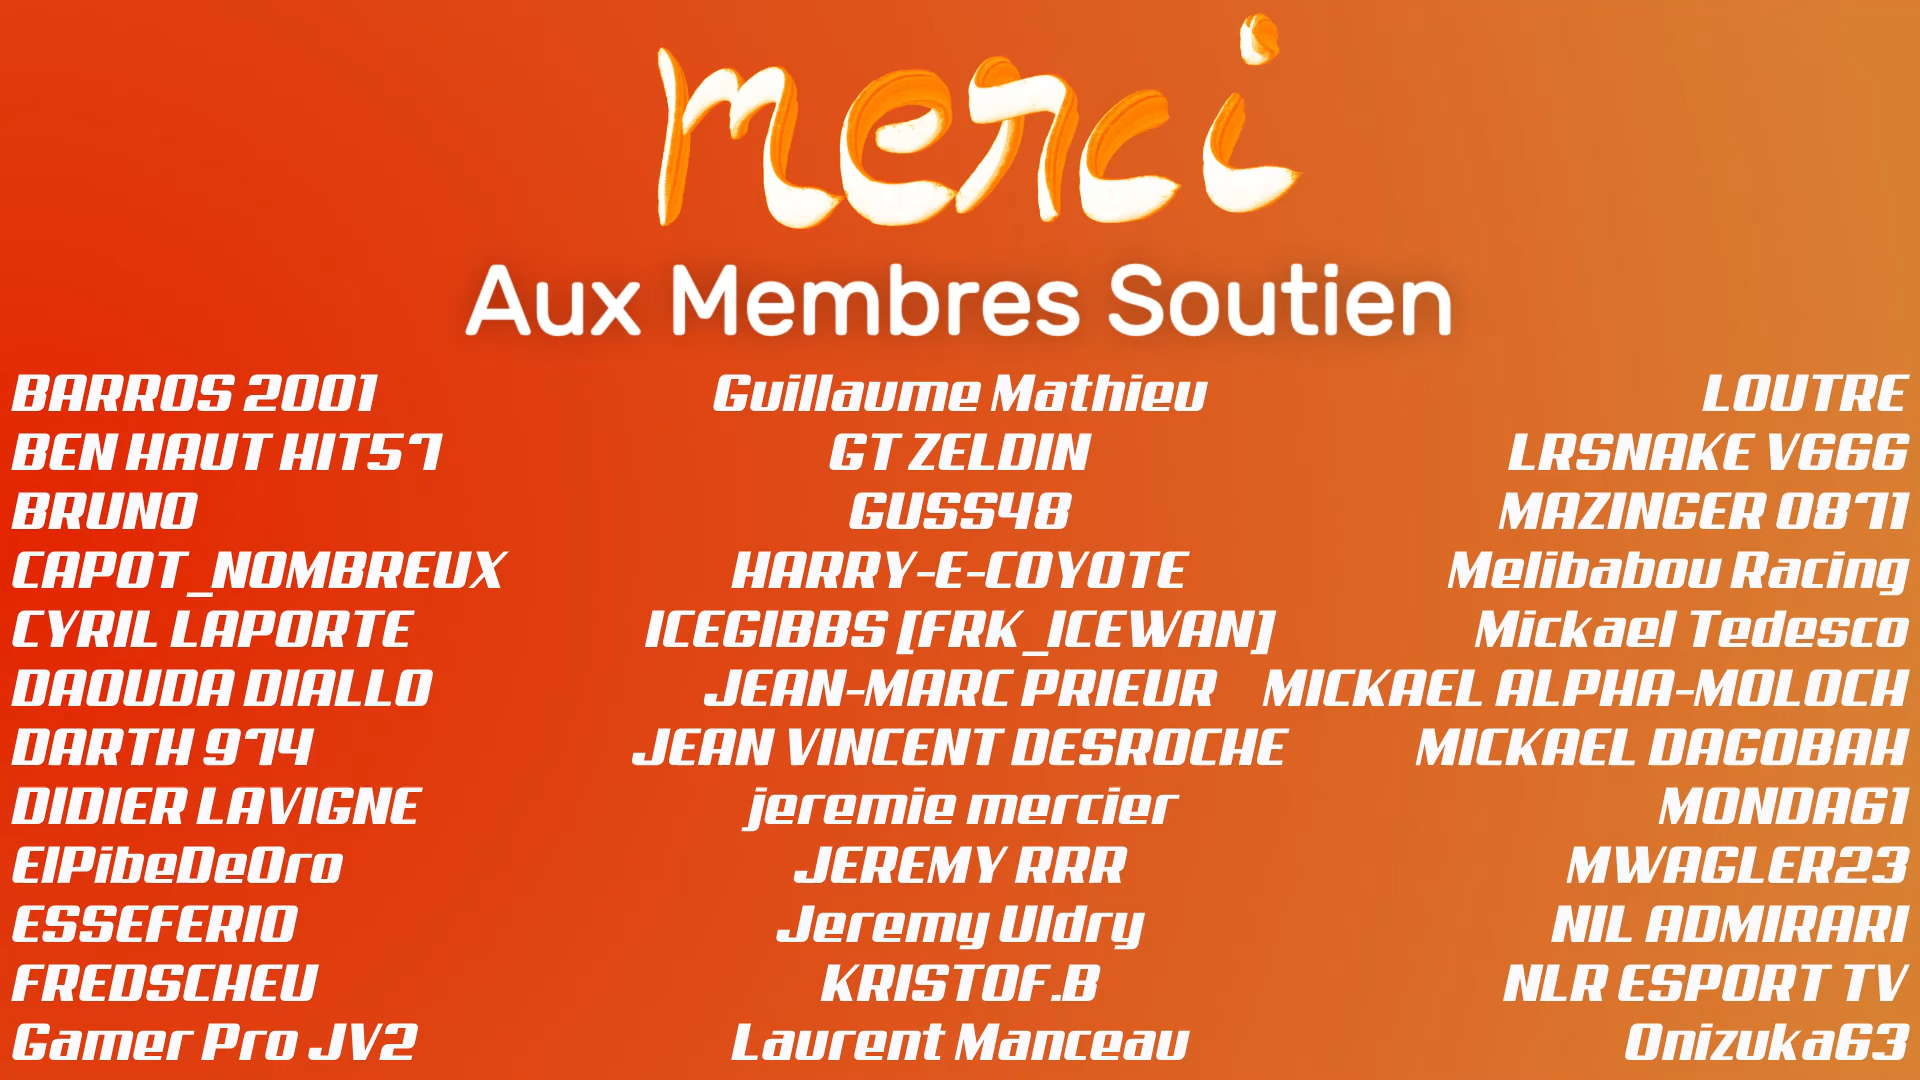 merci
Aux Membres Soutien
BARROS 2001
BEN HAUT HIT57
BRUNO
CAPOT_NOMBREUX
CYRIL LAPORTE
DAOUDA DIALLO
DARTH 974
DIDIER LAVIGNE
ElPibeDeOro
ESSEFERIO
FREDSCHEU
Gamer Pro JV2
Guillaume Mathieu
GT ZELDIN
GUSS48
HARRY-E-COYOTE
ICEGIBBS [FRK_ICEWAN]
JEAN-MARC PRIEUR
JEAN VINCENT DESROCHE
jeremie mercier
JEREMY RRR
Jeremy Uldry
KRISTOF.B
Laurent Manceau
LOUTRE
LRSNAKE V666
MAZINGER 0871
Melibabou Racing
Mickael Tedesco
MICKAEL ALPHA-MOLOCH
MICKAEL DAGOBAH
MONDA61
MWAGLER23
NIL ADMIRARI
NLR ESPORT TV
Onizuka63